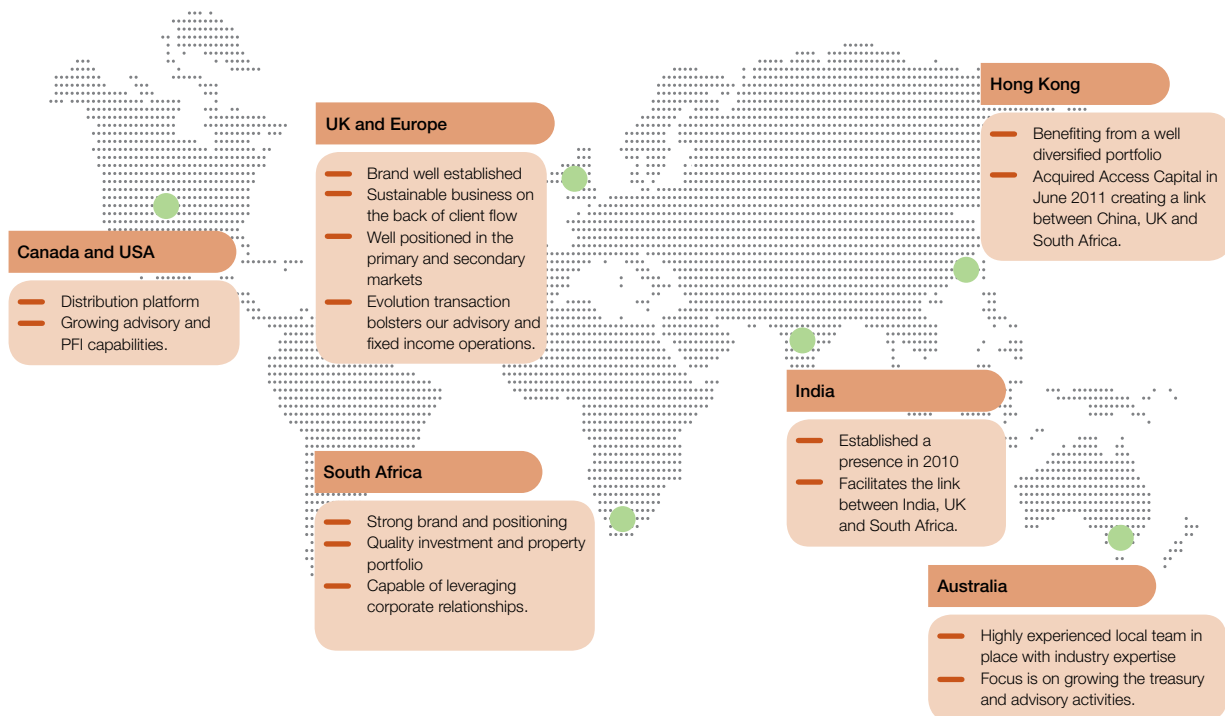 Canada and USA
Distribution platform
Growing advisory and
PFI capabilities.
UK and Europe
Brand well established
Sustainable business on
the back of client flow
Well positioned in the
primary and secondary
markets
Evolution transaction
bolsters our advisory and
fixed income operations.
South Africa
Strong brand and positioning
Quality investment and property
portfolio
Capable of leveraging
corporate relationships.
Hong Kong
Benefiting from a well
diversified portfolio
Acquired Access Capital in
June 2011 creating a link
between China, UK and
South Africa.
India
Established a
presence in 2010
Facilitates the link
between India, UK
and South Africa.
Australia
Highly experienced local team in
place with industry expertise
Focus is on growing the treasury
and advisory activities.